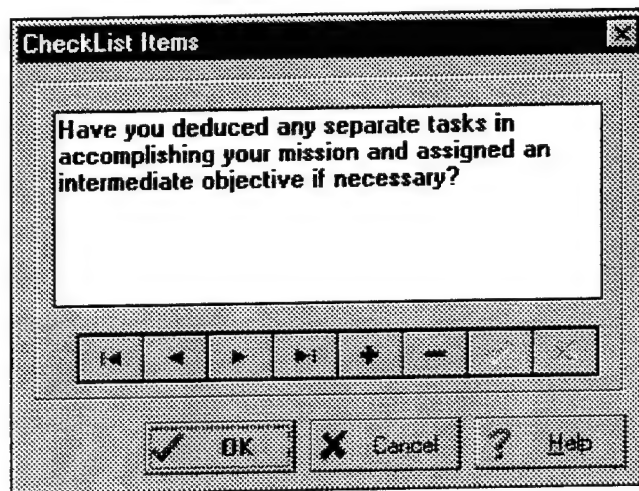 CheckList Items
Have you deduced any separate tasks in
accomplishing your mission and assigned an
intermediate objective if necessary?
OK Cancel Help